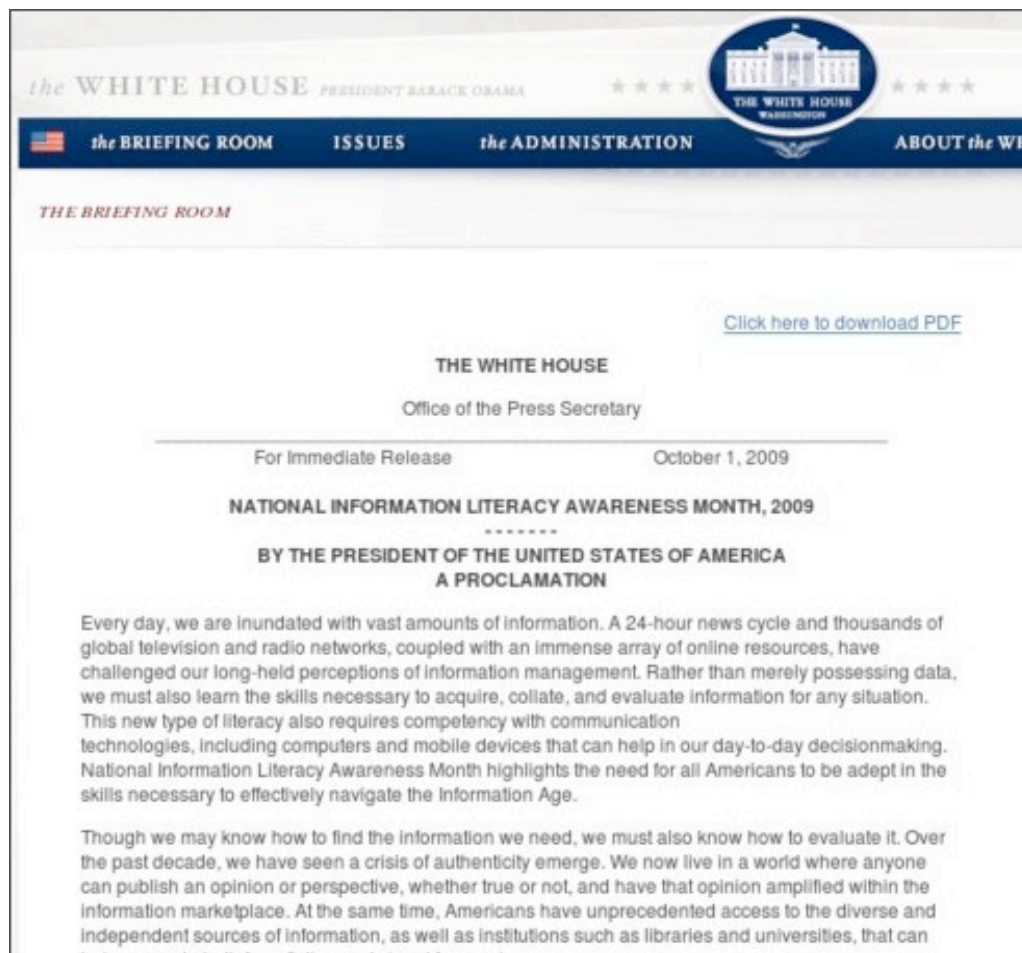 the WHITE HOUSE PRESIDENT BARACK OBAMA
THE WHITE HOUSE
WASHINGTON
the BRIEFING ROOM ISSUES the ADMINISTRATION ABOUT the
THE BRIEFING ROOM
Click here to download PDF
THE WHITE HOUSE
Office of the Press Secretary
For Immediate Release October 1, 2009
NATIONAL INFORMATION LITERACY AWARENESS MONTH, 2009
- - - - - - -
BY THE PRESIDENT OF THE UNITED STATES OF AMERICA
A PROCLAMATION
Every day, we are inundated with vast amounts of information. A 24-hour news cycle and thousands of
global television and radio networks, coupled with an immense array of online resources, have
challenged our long-held perceptions of information management. Rather than merely possessing data,
we must also learn the skills necessary to acquire, collate, and evaluate information for any situation.
This new type of literacy also requires competency with communication
technologies, including computers and mobile devices that can help in our day-to-day decisionmaking.
National Information Literacy Awareness Month highlights the need for all Americans to be adept in the
skills necessary to effectively navigate the Information Age.
Though we may know how to find the information we need, we must also know how to evaluate it. Over
the past decade, we have seen a crisis of authenticity emerge. We now live in a world where anyone
can publish an opinion or perspective, whether true or not, and have that opinion amplified within the
information marketplace. At the same time, Americans have unprecedented access to the diverse and
independent sources of information, as well as institutions such as libraries and universities, that can